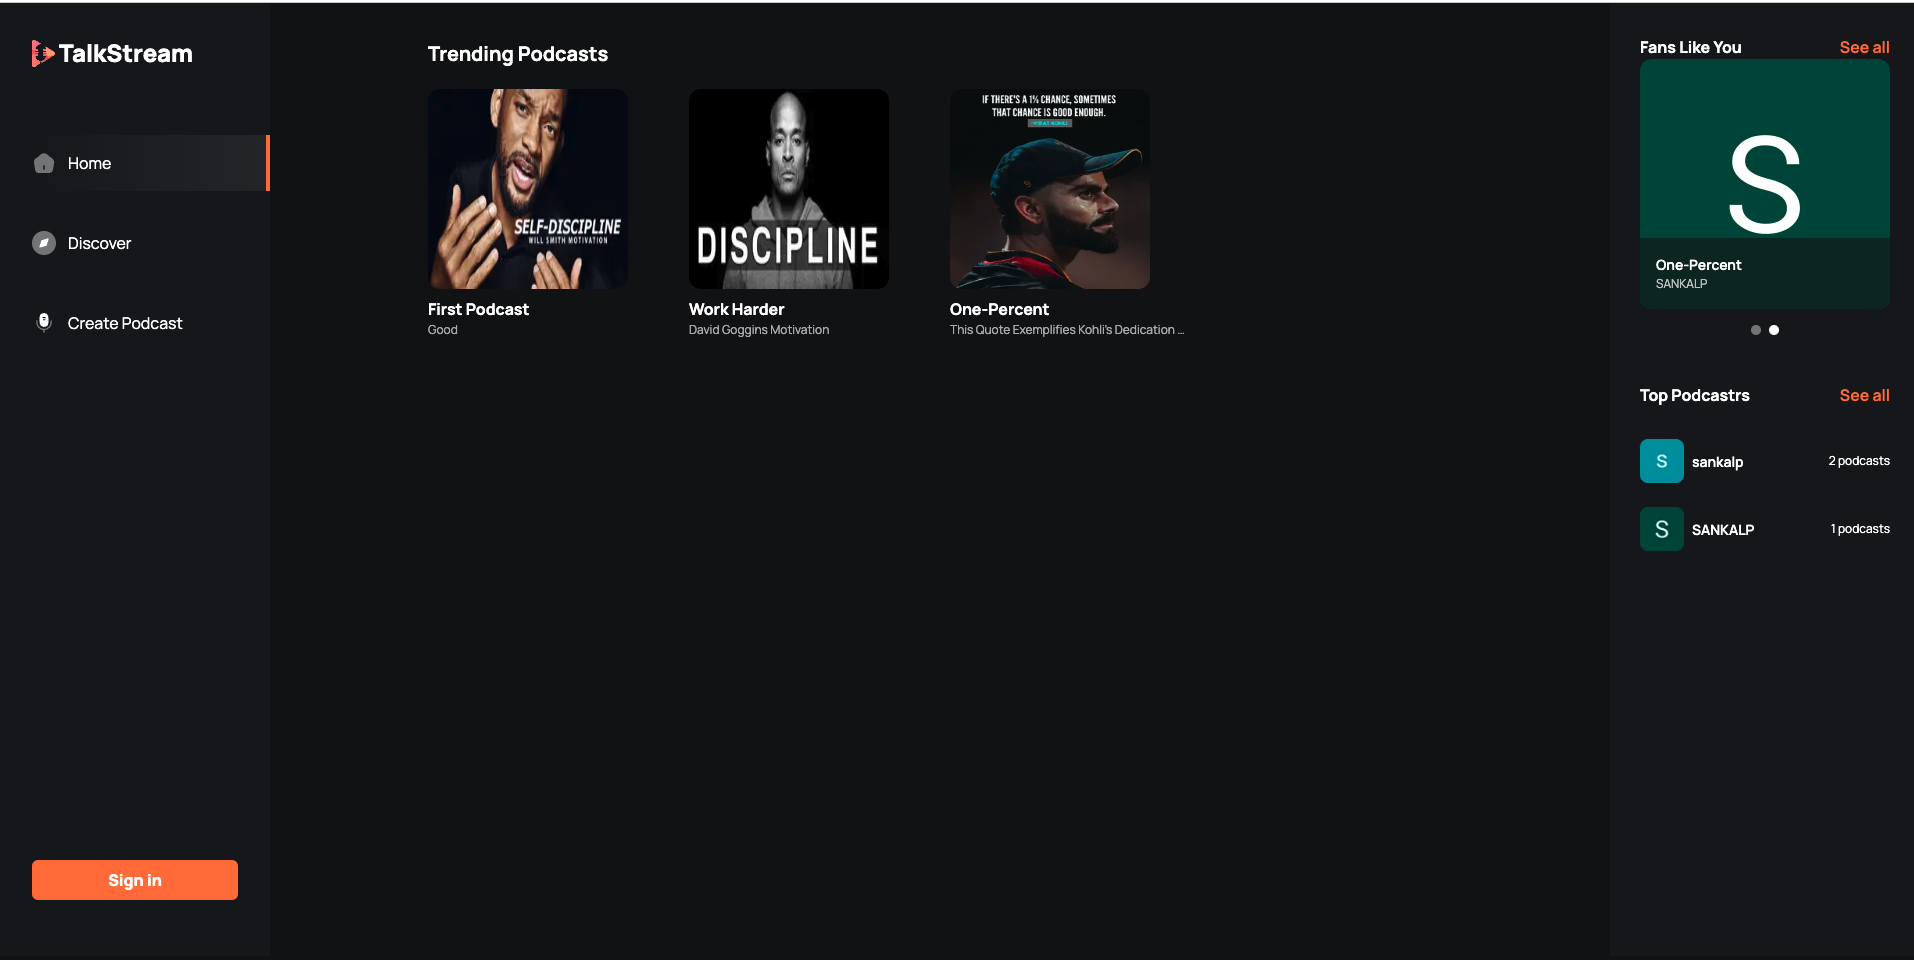 TalkStream
Home
Discover
Create Podcast
Sign in
Trending Podcasts
SELF-DISCIPLINE
WILL SMITH MOTIVATION
First Podcast
Good
DISCIPLINE
Work Harder
David Goggins Motivation
IF THERE'S A 1% CHANCE, SOMETIMES
THAT CHANCE IS GOOD ENOUGH.
One-Percent
This Quote Exemplifies Kohli's Dedication ...
Fans Like You
See all
S
One-Percent
SANKALP
Top Podcastrs
See all
S
sankalp
2 podcasts
S
SANKALP
1 podcasts